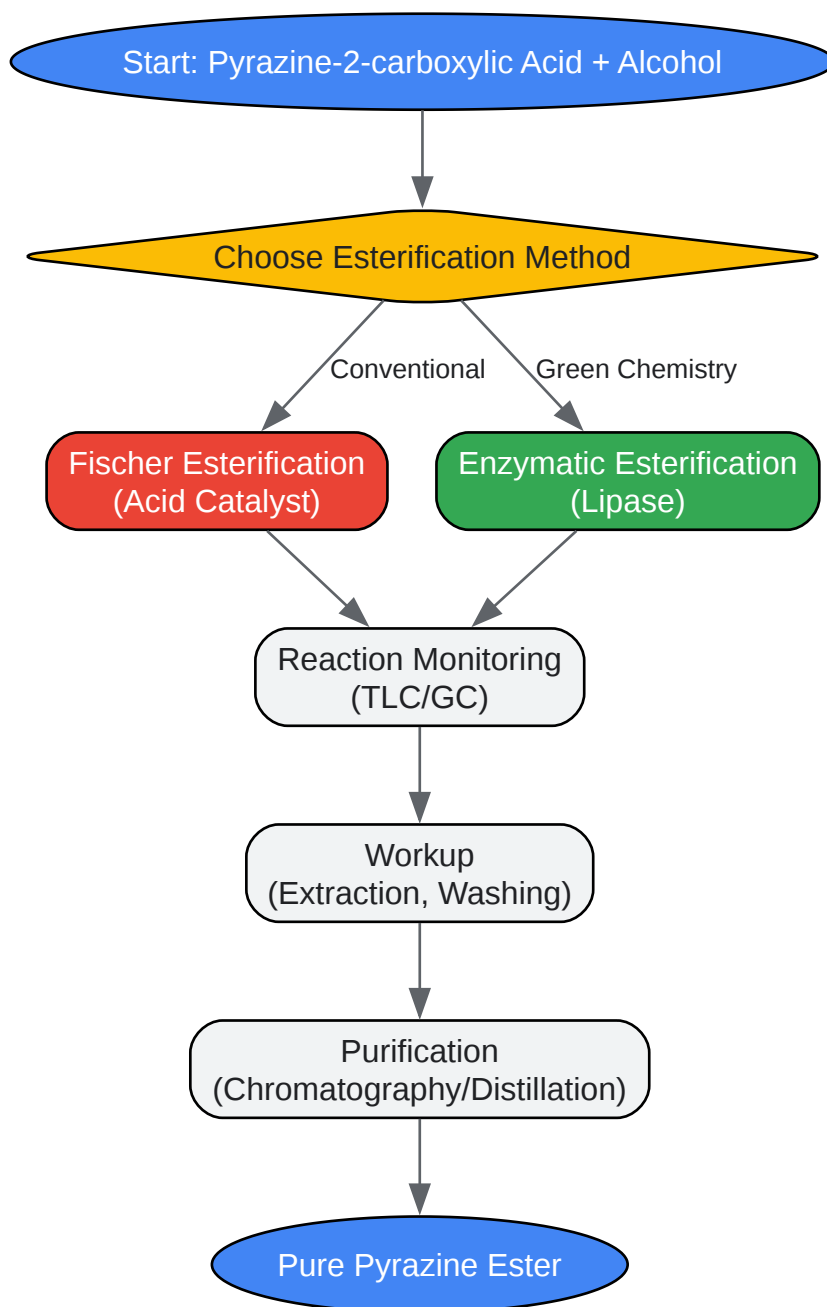 Start: Pyrazine-2-carboxylic Acid + Alcohol
Choose Esterification Method
Conventional
Green Chemistry
Fischer Esterification
(Acid Catalyst)
Enzymatic Esterification
(Lipase)
Reaction Monitoring
(TLC/GC)
Workup
(Extraction, Washing)
Purification
(Chromatography/Distillation)
Pure Pyrazine Ester